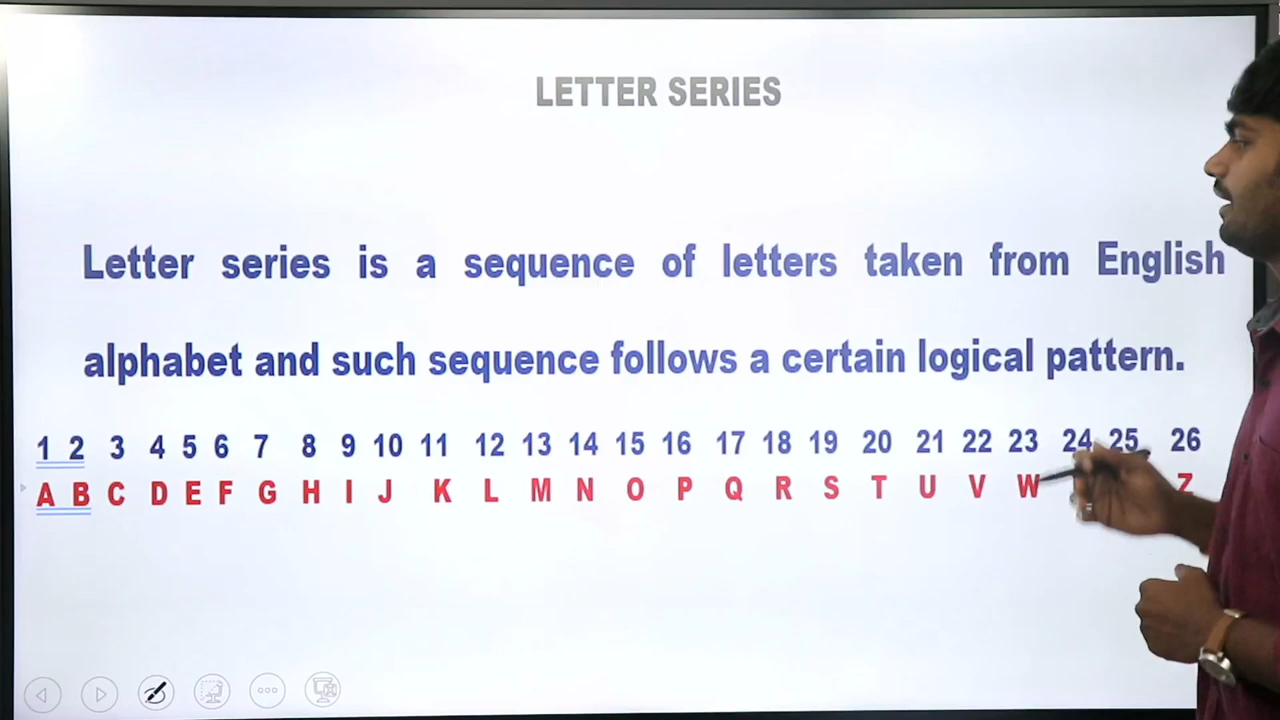 LETTER SERIES
Letter series is a sequence of letters taken from English
alphabet and such sequence follows a certain logical pattern.
1 2 3 4 5 6 7 8 9 10 11 12 13 14 15 16 17 18 19 20 21 22 23 24 25 26
A B C D E F G H I J K L M N O P Q R S T U V W Z